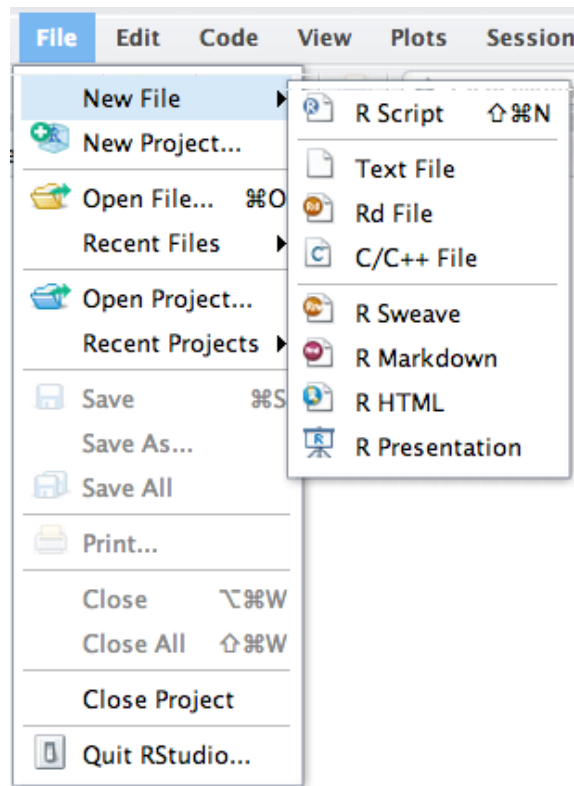 File Edit Code View Plots Session
New File
New Project...
Open File... ⌘O
Recent Files
Open Project...
Recent Projects
Save ⌘S
Save As...
Save All
Print...
Close ⌥⌘W
Close All ⇧⌘W
Close Project
Quit RStudio...
R Script ⇧⌘N
Text File
Rd File
C/C++ File
R Sweave
R Markdown
R HTML
R Presentation